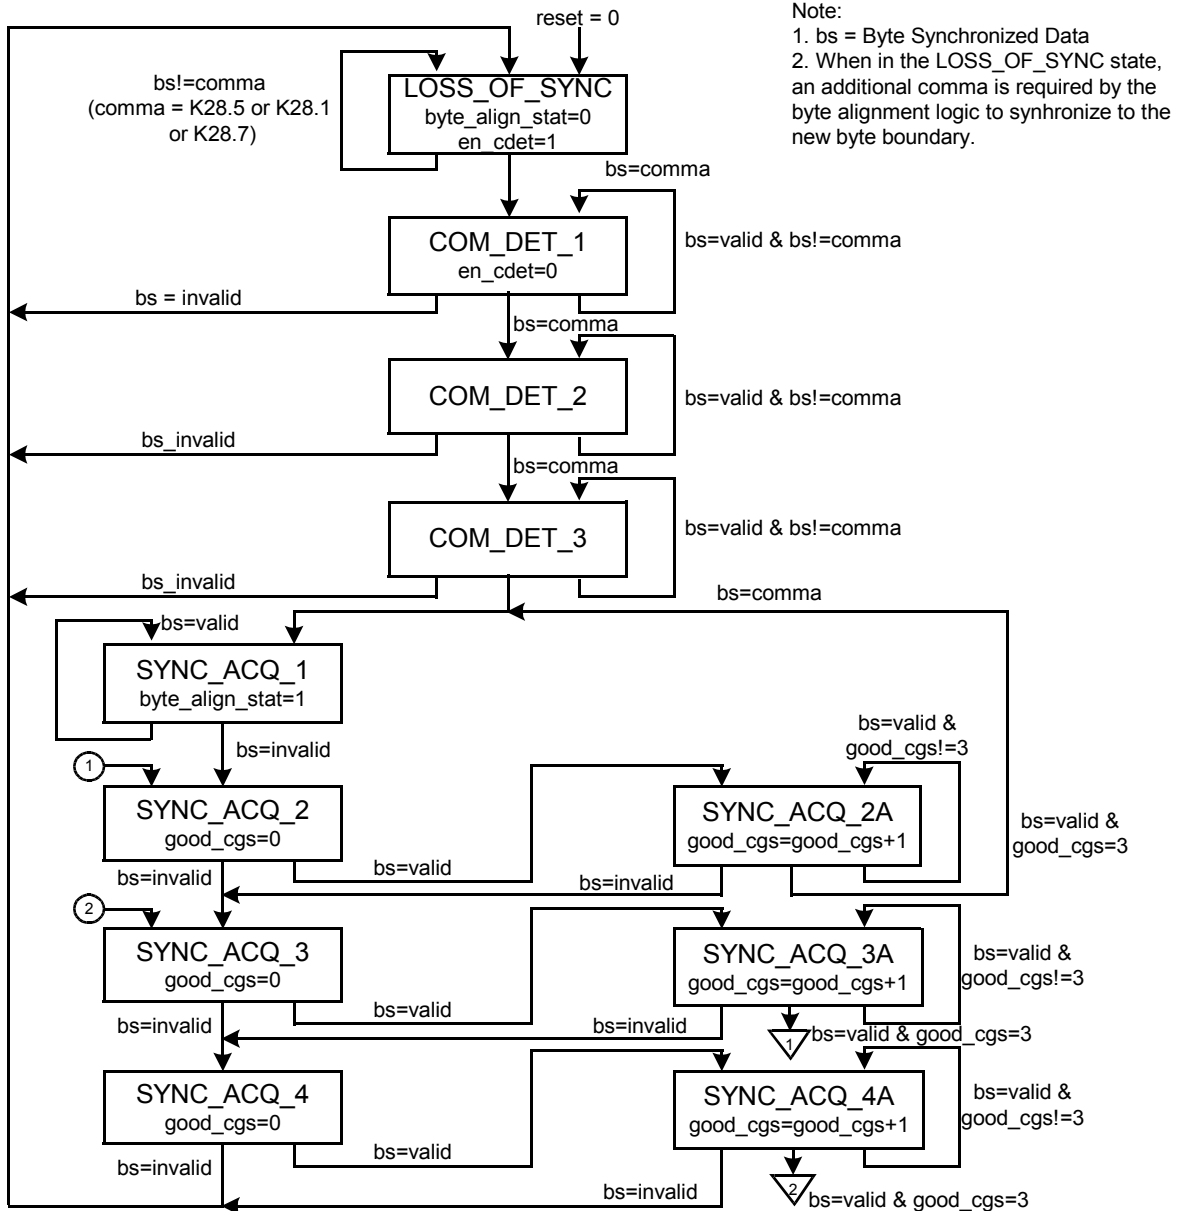 reset = 0
Note:
1. bs = Byte Synchronized Data
2. When in the LOSS_OF_SYNC state,
an additional comma is required by the
byte alignment logic to synhronize to the
new byte boundary.
bs!=comma
(comma = K28.5 or K28.1
or K28.7)
LOSS_OF_SYNC
byte_align_stat=0
en_cdet=1
bs=comma
COM_DET_1
en_cdet=0
bs=valid & bs!=comma
bs = invalid
bs=comma
COM_DET_2
bs=valid & bs!=comma
bs_invalid
bs=comma
COM_DET_3
bs=valid & bs!=comma
bs_invalid
bs=comma
bs=valid
SYNC_ACQ_1
byte_align_stat=1
bs=invalid
bs=valid &
good_cgs!=3
1
SYNC_ACQ_2
good_cgs=0
SYNC_ACQ_2A
good_cgs=good_cgs+1
bs=valid &
good_cgs=3
bs=valid
bs=invalid
bs=invalid
2
SYNC_ACQ_3
good_cgs=0
SYNC_ACQ_3A
good_cgs=good_cgs+1
bs=valid &
good_cgs!=3
bs=valid
bs=invalid
bs=invalid
1
bs=valid & good_cgs=3
SYNC_ACQ_4
good_cgs=0
SYNC_ACQ_4A
good_cgs=good_cgs+1
bs=valid &
good_cgs!=3
bs=valid
bs=invalid
bs=invalid
2
bs=valid & good_cgs=3